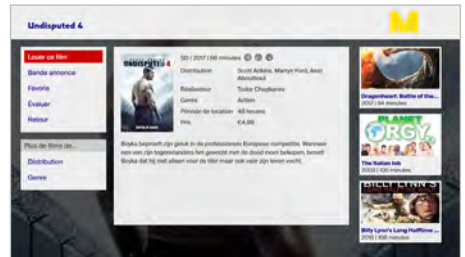 Undisputed 4
M
Louer ce film
Bande annonce
Favoris
Évaluer
Retour
Plus de films de...
Distribution
Genre
UNDISPUTED 4
SD | 2017 | 86 minutes
Distribution Scott Adkins, Martyn Ford, Alon Aboutboul
Réalisateur Todor Chapkanov
Genre Action
Période de location 48 heures
Prix €4,99
Boyka beproeft zijn geluk in de professionele Europese competitie. Wanneer
een van zijn tegenstanders het gevecht met de dood moet bekopen, beseft
Boyka dat hij niet alleen voor de titel maar ook voor zijn leven vecht.
Dragonheart: Battle of the...
2017 | 94 minutes
PLANET
ORGY
The Italian Job
2003 | 105 minutes
BILLY LYNN'S
Billy Lynn's Long Halftime ...
2016 | 108 minutes